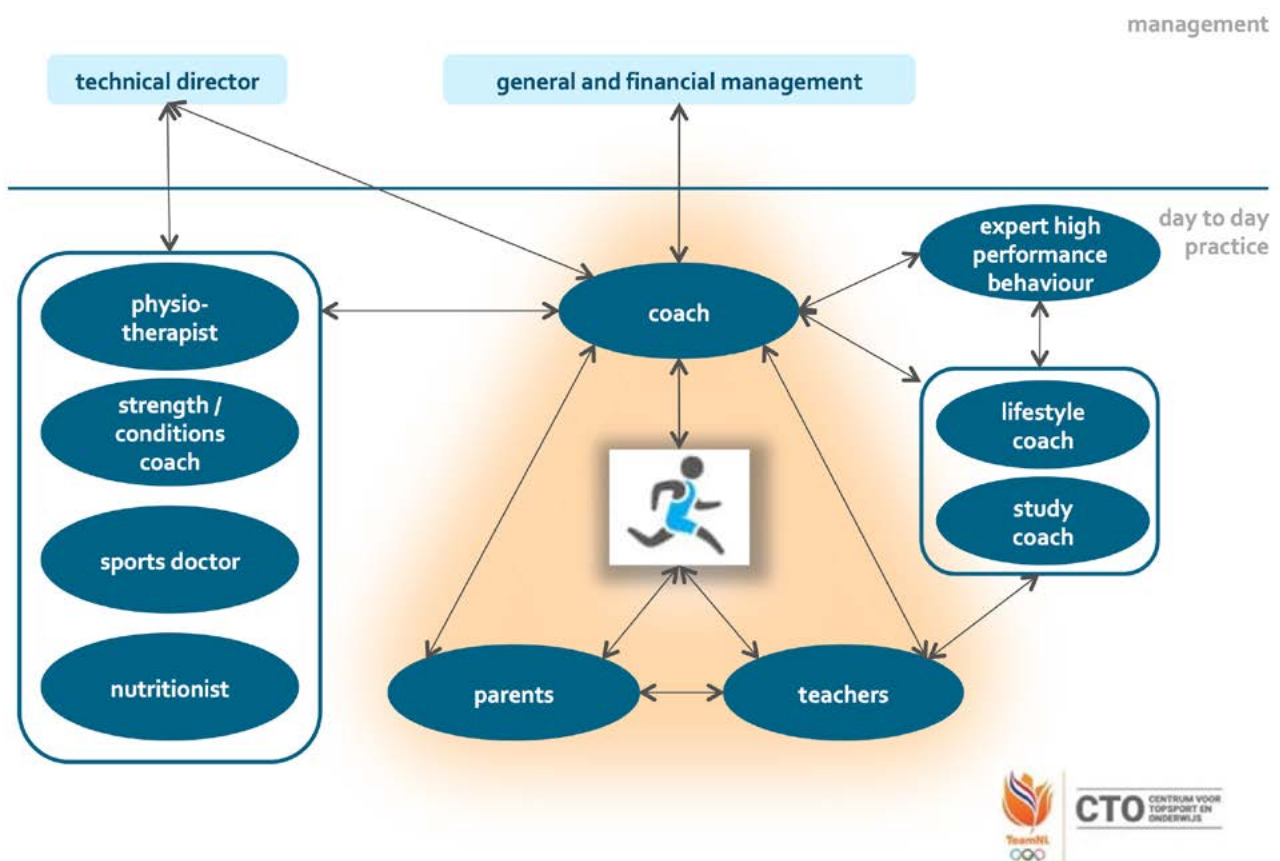 management
technical director
general and financial management
day to day
practice
expert high
performance
behaviour
physio-
therapist
coach
strength /
conditions
coach
lifestyle
coach
study
coach
sports doctor
nutritionist
parents
teachers
TeamNL
CTO
CENTRUM VOOR
TOPSPORT EN
ONDERWIJS